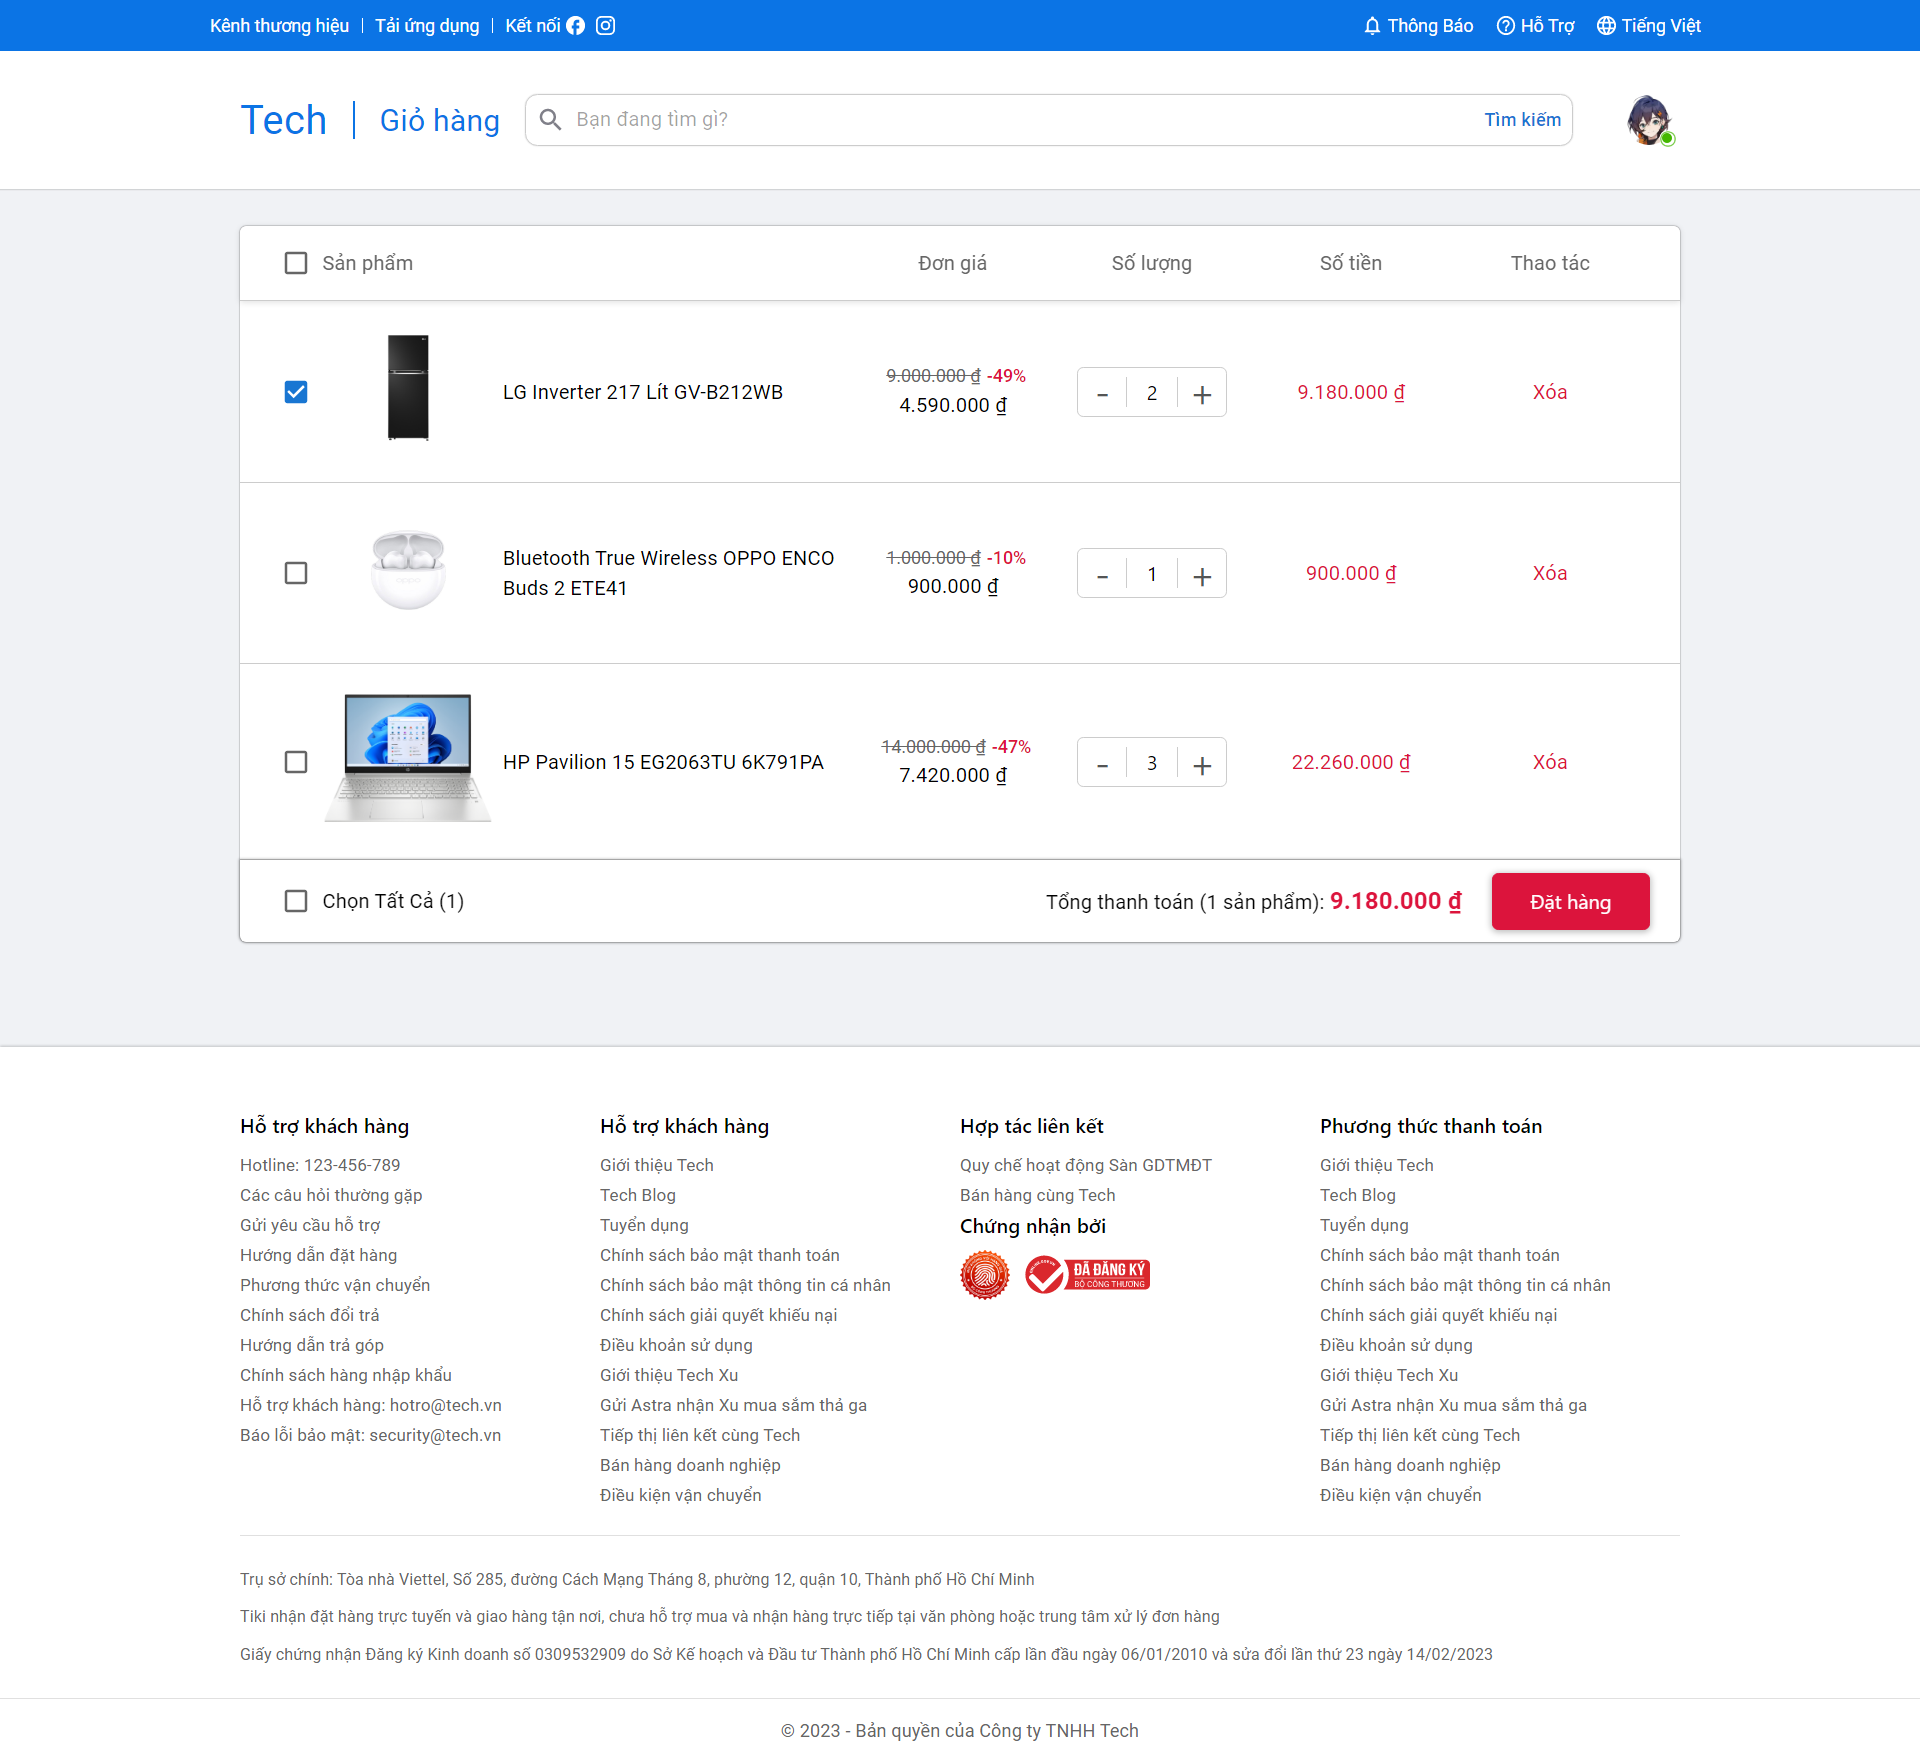 Kênh thương hiệu | Tải ứng dụng | Kết nối
Thông Báo Hỗ Trợ Tiếng Việt
Tech | Giỏ hàng
Bạn đang tìm gì?
Tìm kiếm
Sản phẩm Đơn giá Số lượng Số tiền Thao tác
LG Inverter 217 Lít GV-B212WB
9.000.000 ₫ -49%
4.590.000 ₫
- 2 +
9.180.000 ₫
Xóa
Bluetooth True Wireless OPPO ENCO
Buds 2 ETE41
1.000.000 ₫ -10%
900.000 ₫
- 1 +
900.000 ₫
Xóa
HP Pavilion 15 EG2063TU 6K791PA
14.000.000 ₫ -47%
7.420.000 ₫
- 3 +
22.260.000 ₫
Xóa
Chọn Tất Cả (1)
Tổng thanh toán (1 sản phẩm): 9.180.000 ₫
Đặt hàng
Hỗ trợ khách hàng
Hotline: 123-456-789
Các câu hỏi thường gặp
Gửi yêu cầu hỗ trợ
Hướng dẫn đặt hàng
Phương thức vận chuyển
Chính sách đổi trả
Hướng dẫn trả góp
Chính sách hàng nhập khẩu
Hỗ trợ khách hàng: hotro@tech.vn
Báo lỗi bảo mật: security@tech.vn
Hỗ trợ khách hàng
Giới thiệu Tech
Tech Blog
Tuyển dụng
Chính sách bảo mật thanh toán
Chính sách bảo mật thông tin cá nhân
Chính sách giải quyết khiếu nại
Điều khoản sử dụng
Giới thiệu Tech Xu
Gửi Astra nhận Xu mua sắm thả ga
Tiếp thị liên kết cùng Tech
Bán hàng doanh nghiệp
Điều kiện vận chuyển
Hợp tác liên kết
Quy chế hoạt động Sàn GDTMĐT
Bán hàng cùng Tech
Chứng nhận bởi
ĐÃ ĐĂNG KÝ
BỘ CÔNG THƯƠNG
Phương thức thanh toán
Giới thiệu Tech
Tech Blog
Tuyển dụng
Chính sách bảo mật thanh toán
Chính sách bảo mật thông tin cá nhân
Chính sách giải quyết khiếu nại
Điều khoản sử dụng
Giới thiệu Tech Xu
Gửi Astra nhận Xu mua sắm thả ga
Tiếp thị liên kết cùng Tech
Bán hàng doanh nghiệp
Điều kiện vận chuyển
Trụ sở chính: Tòa nhà Viettel, Số 285, đường Cách Mạng Tháng 8, phường 12, quận 10, Thành phố Hồ Chí Minh
Tiki nhận đặt hàng trực tuyến và giao hàng tận nơi, chưa hỗ trợ mua và nhận hàng trực tiếp tại văn phòng hoặc trung tâm xử lý đơn hàng
Giấy chứng nhận Đăng ký Kinh doanh số 0309532909 do Sở Kế hoạch và Đầu tư Thành phố Hồ Chí Minh cấp lần đầu ngày 06/01/2010 và sửa đổi lần thứ 23 ngày 14/02/2023
© 2023 - Bản quyền của Công ty TNHH Tech